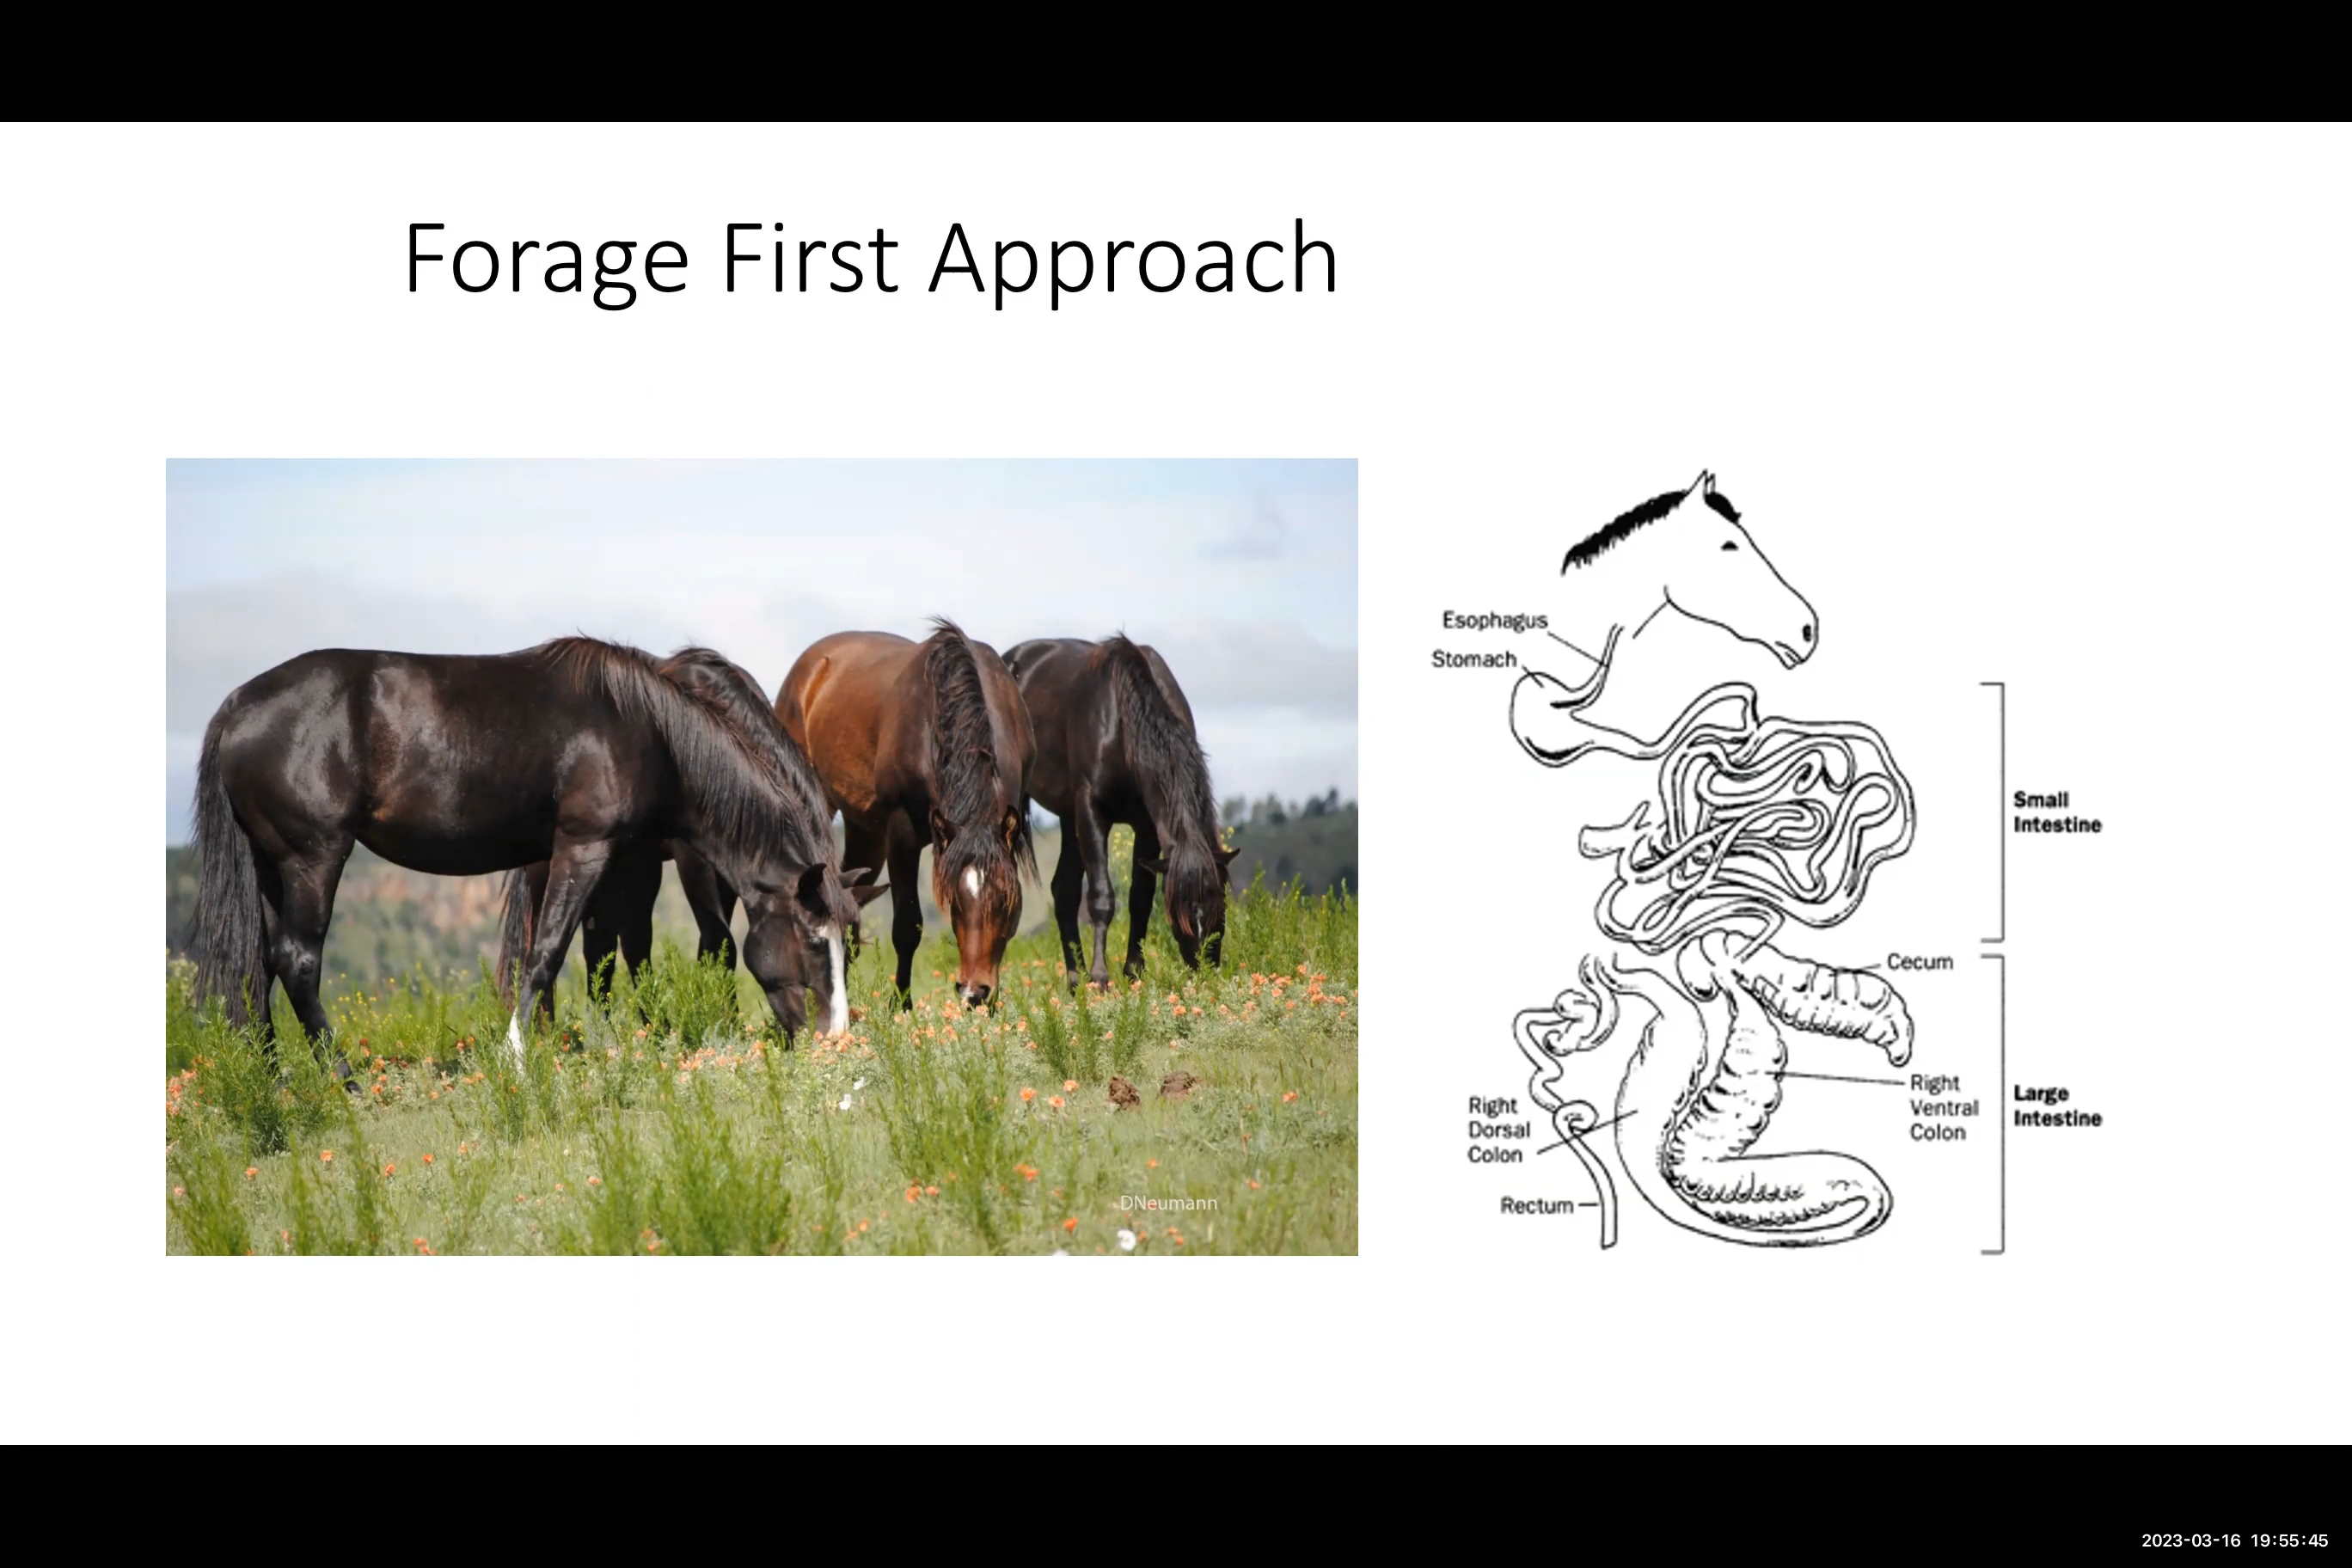 Forage First Approach
DNeumann
Esophagus
Stomach
Small
Intestine
Cecum
Right
Ventral
Colon
Large
Intestine
Right
Dorsal
Colon
Rectum
2023-03-16 19:55:45